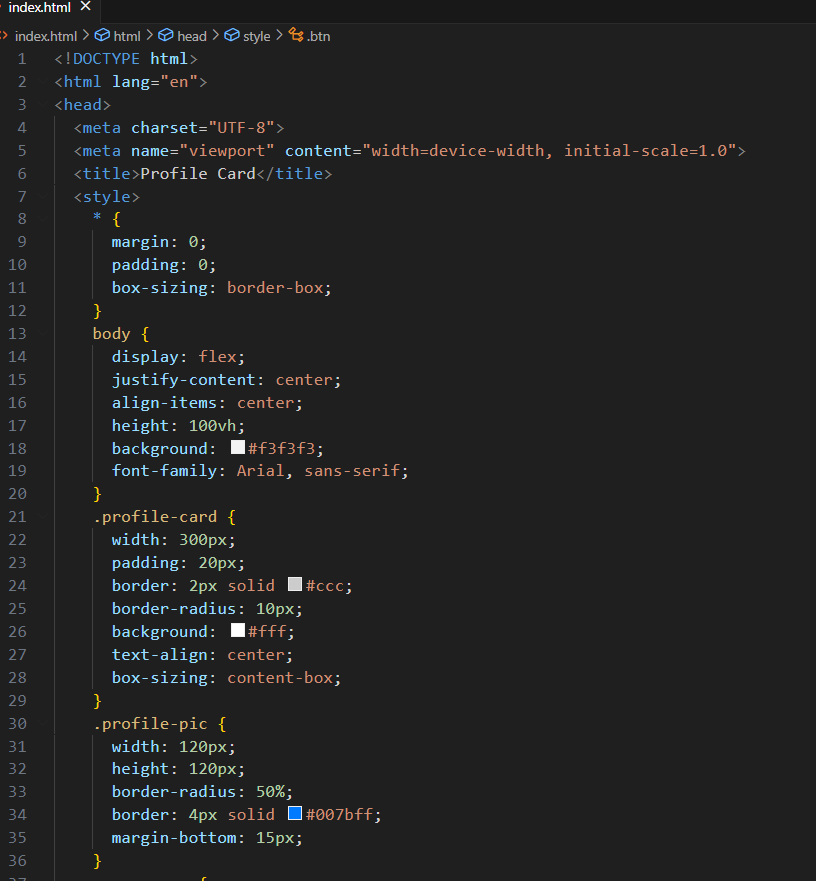 index.html
index.html > html > head > style > .btn
1 <!DOCTYPE html>
2 <html lang="en">
3 <head>
4 <meta charset="UTF-8">
5 <meta name="viewport" content="width=device-width, initial-scale=1.0">
6 <title>Profile Card</title>
7 <style>
8 * {
9 margin: 0;
10 padding: 0;
11 box-sizing: border-box;
12 }
13 body {
14 display: flex;
15 justify-content: center;
16 align-items: center;
17 height: 100vh;
18 background: #f3f3f3;
19 font-family: Arial, sans-serif;
20 }
21 .profile-card {
22 width: 300px;
23 padding: 20px;
24 border: 2px solid #ccc;
25 border-radius: 10px;
26 background: #fff;
27 text-align: center;
28 box-sizing: content-box;
29 }
30 .profile-pic {
31 width: 120px;
32 height: 120px;
33 border-radius: 50%;
34 border: 4px solid #007bff;
35 margin-bottom: 15px;
36 }